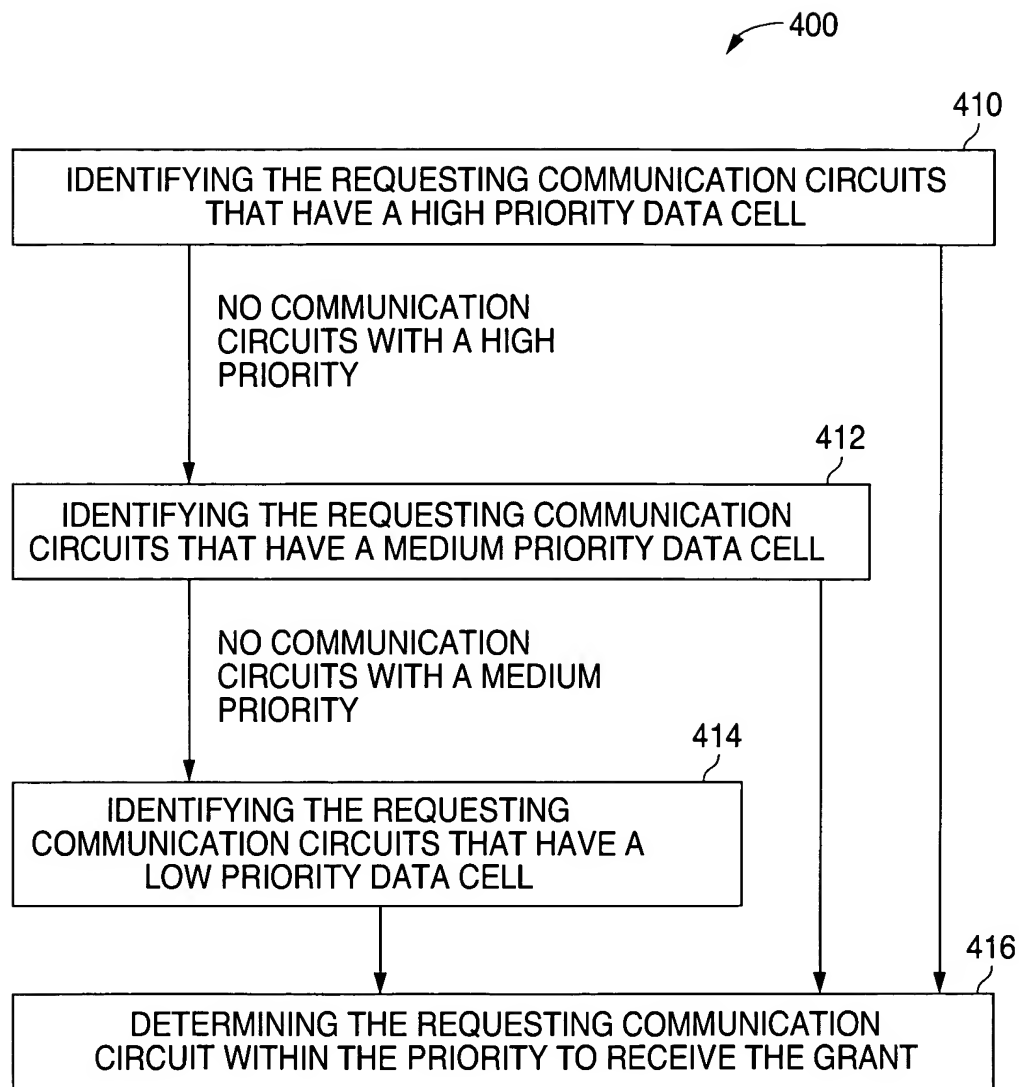 400
410
IDENTIFYING THE REQUESTING COMMUNICATION CIRCUITS
THAT HAVE A HIGH PRIORITY DATA CELL
NO COMMUNICATION
CIRCUITS WITH A HIGH
PRIORITY
412
IDENTIFYING THE REQUESTING COMMUNICATION
CIRCUITS THAT HAVE A MEDIUM PRIORITY DATA CELL
NO COMMUNICATION
CIRCUITS WITH A MEDIUM
PRIORITY
414
IDENTIFYING THE REQUESTING
COMMUNICATION CIRCUITS THAT HAVE A
LOW PRIORITY DATA CELL
416
DETERMINING THE REQUESTING COMMUNICATION
CIRCUIT WITHIN THE PRIORITY TO RECEIVE THE GRANT